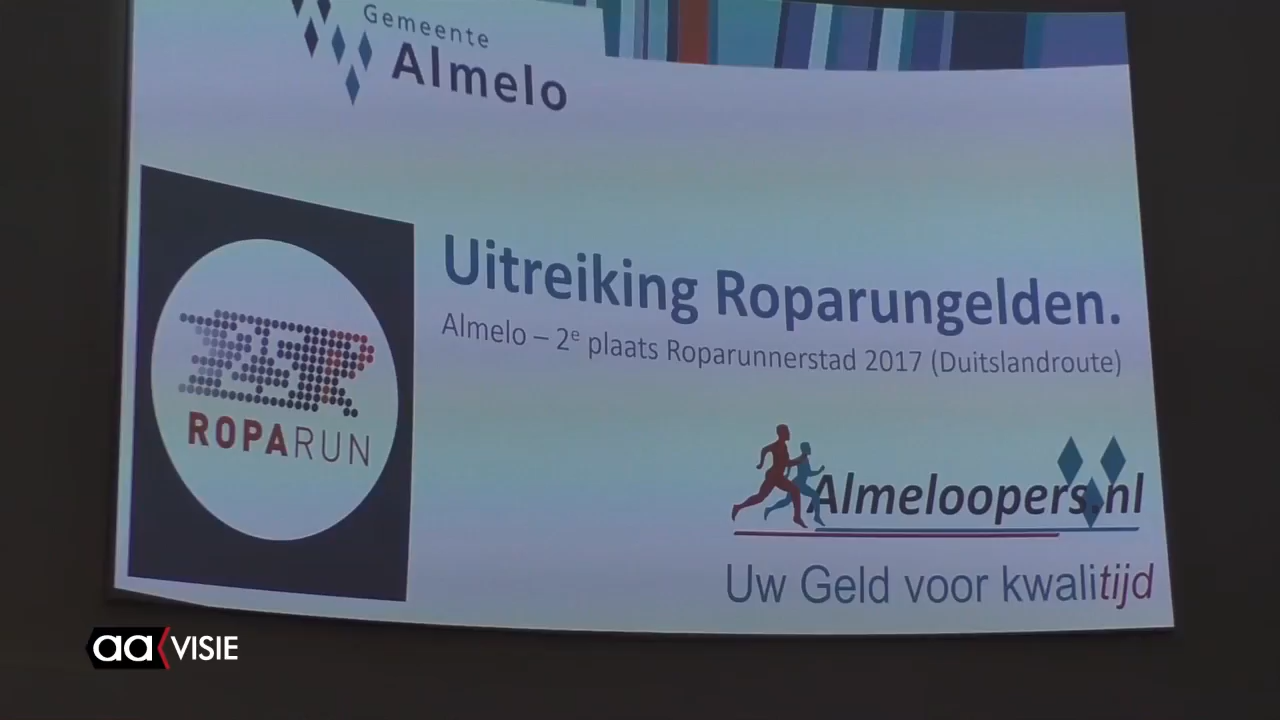 Gemeente
Almelo
Uitreiking Roparungelden.
Almelo – 2e plaats Roparunnerstad 2017 (Duitslandroute)
ROPARUN
Almeloopers.nl
Uw Geld voor kwalitijd
aa VISIE